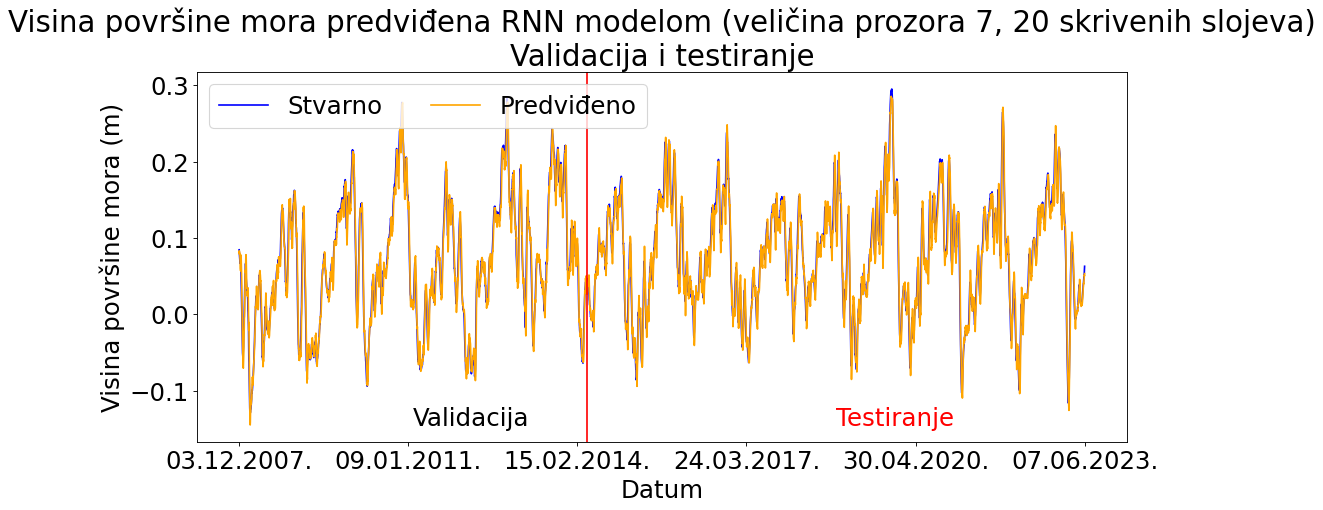 Visina površine mora predviđena RNN modelom (veličina prozora 7, 20 skrivenih slojeva)
Validacija i testiranje
Stvarno
Predviđeno
Visina površine mora (m)
0.3
0.2
0.1
0.0
−0.1
Validacija
Testiranje
03.12.2007.
09.01.2011.
15.02.2014.
24.03.2017.
30.04.2020.
07.06.2023.
Datum